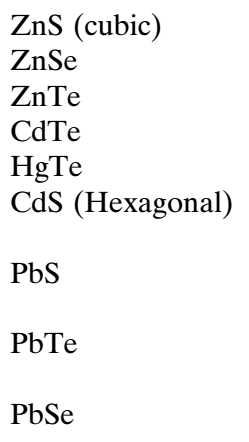 ZnS (cubic)
ZnSe
ZnTe
CdTe
HgTe
CdS (Hexagonal)
PbS
PbTe
PbSe